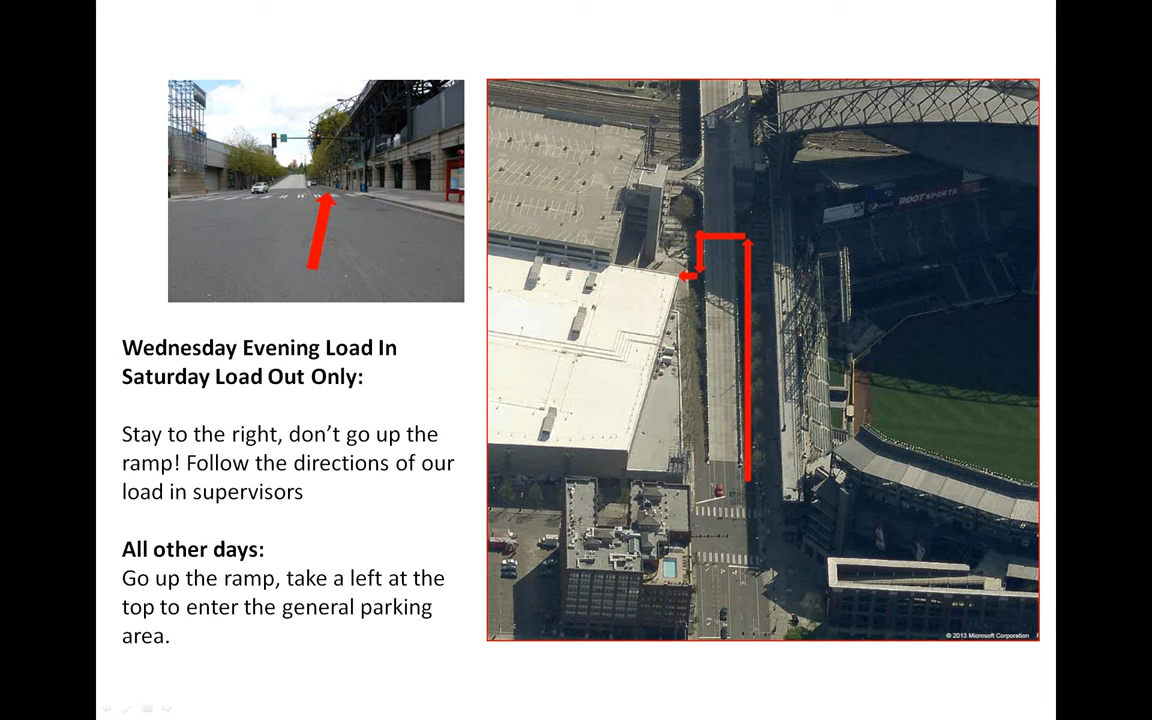 Wednesday Evening Load In
Saturday Load Out Only:
Stay to the right, don’t go up the
ramp! Follow the directions of our
load in supervisors
All other days:
Go up the ramp, take a left at the
top to enter the general parking
area.
ROOT SPORTS
pepsi
© 2013 Microsoft Corporation